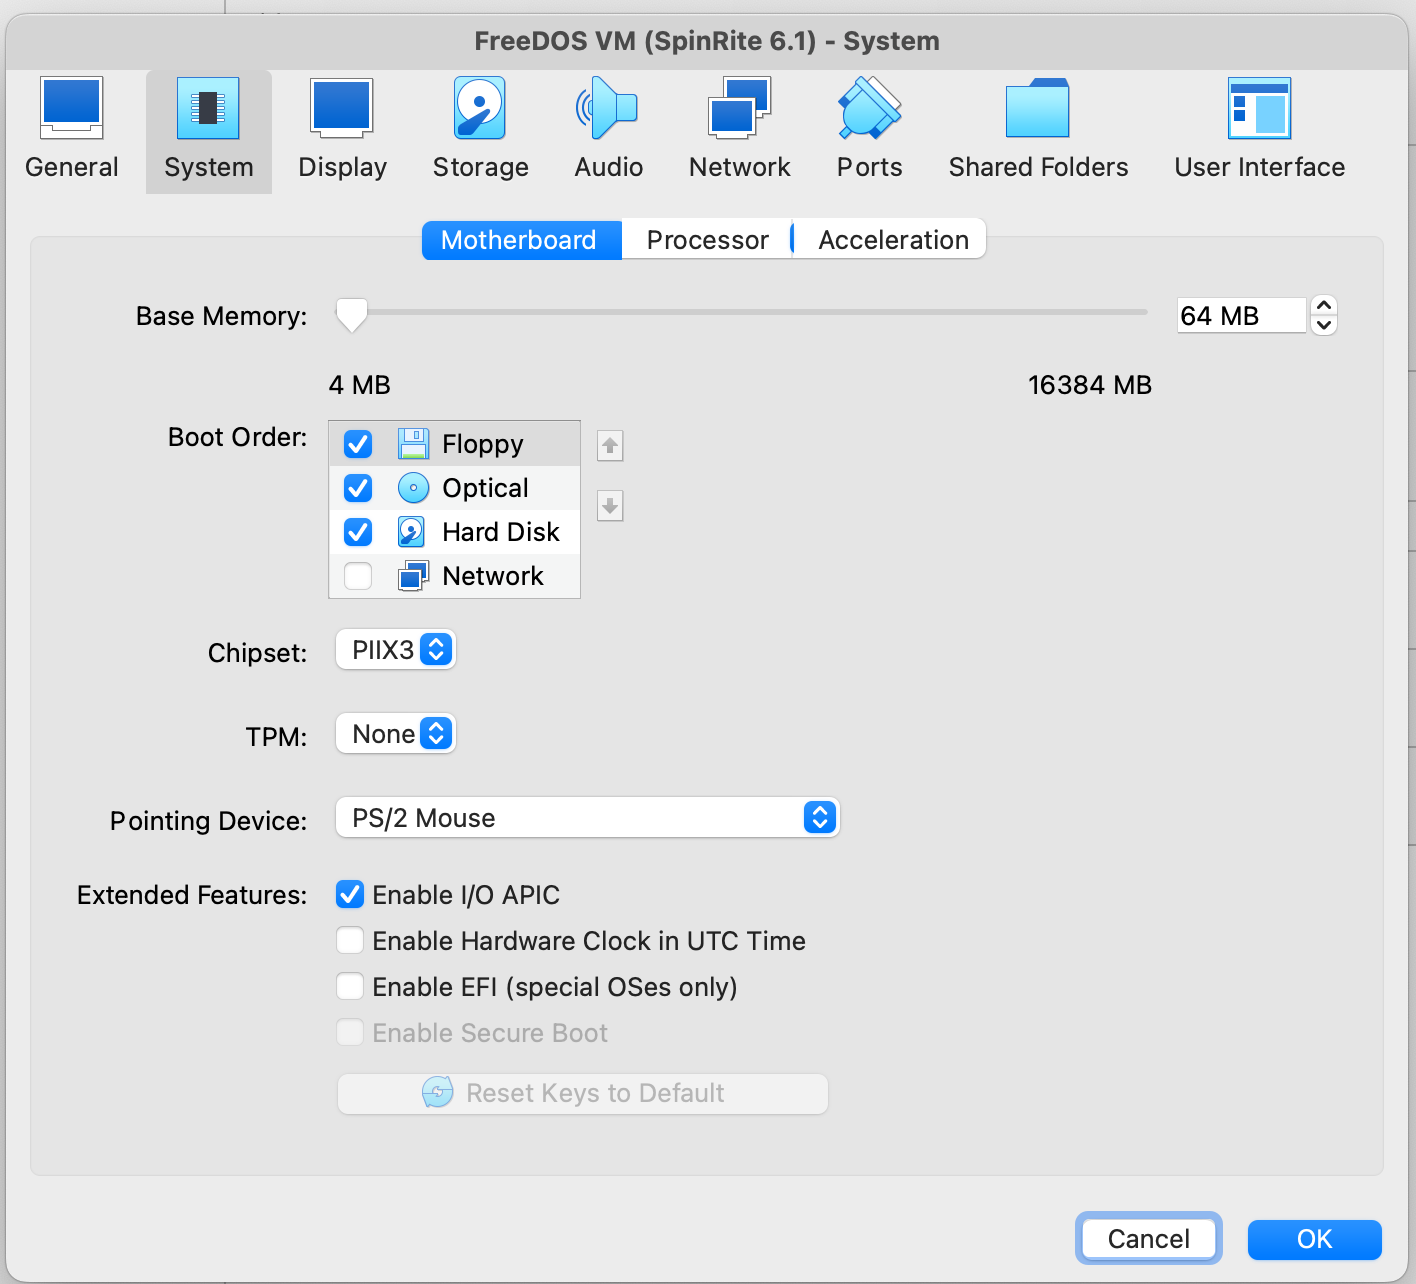 FreeDOS VM (SpinRite 6.1) - System
General System Display Storage Audio Network Ports Shared Folders User Interface
Motherboard Processor Acceleration
Base Memory: 64 MB
4 MB 16384 MB
Boot Order: Floppy
Optical
Hard Disk
Network
Chipset: PIIX3
TPM: None
Pointing Device: PS/2 Mouse
Extended Features: Enable I/O APIC
Enable Hardware Clock in UTC Time
Enable EFI (special OSes only)
Enable Secure Boot
Reset Keys to Default
Cancel OK